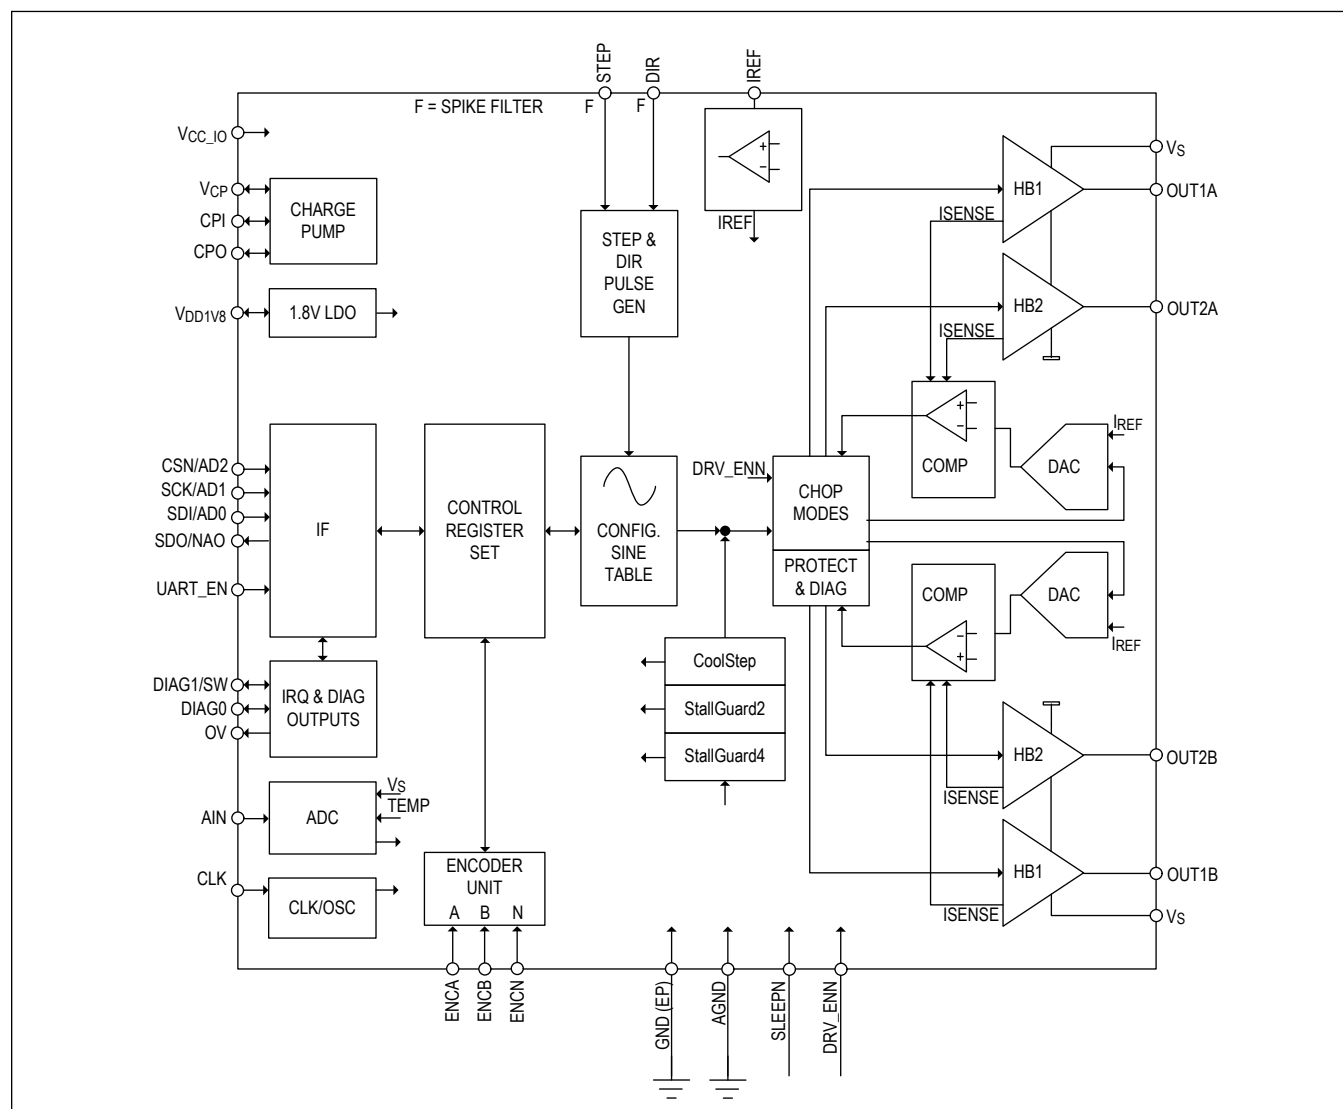 STEP
DIR
IREF
F = SPIKE FILTER
F
F
VCC_IO
VCP
CPI
CPO
CHARGE
PUMP
VDD1V8
1.8V LDO
STEP &
DIR
PULSE
GEN
IREF
HB1
ISENSE
VS
OUT1A
HB2
ISENSE
OUT2A
COMP
DAC
IREF
CSN/AD2
SCK/AD1
SDI/AD0
SDO/NAO
UART_EN
IF
CONTROL
REGISTER
SET
CONFIG.
SINE
TABLE
DRV_ENN
CHOP
MODES
PROTECT
& DIAG
COMP
DAC
IREF
CoolStep
StallGuard2
StallGuard4
DIAG1/SW
DIAG0
OV
IRQ & DIAG
OUTPUTS
HB2
ISENSE
OUT2B
AIN
ADC
VS
TEMP
CLK
CLK/OSC
ENCODER
UNIT
A B N
HB1
ISENSE
OUT1B
VS
ENCA
ENCB
ENCN
GND (EP)
AGND
SLEEPN
DRV_ENN